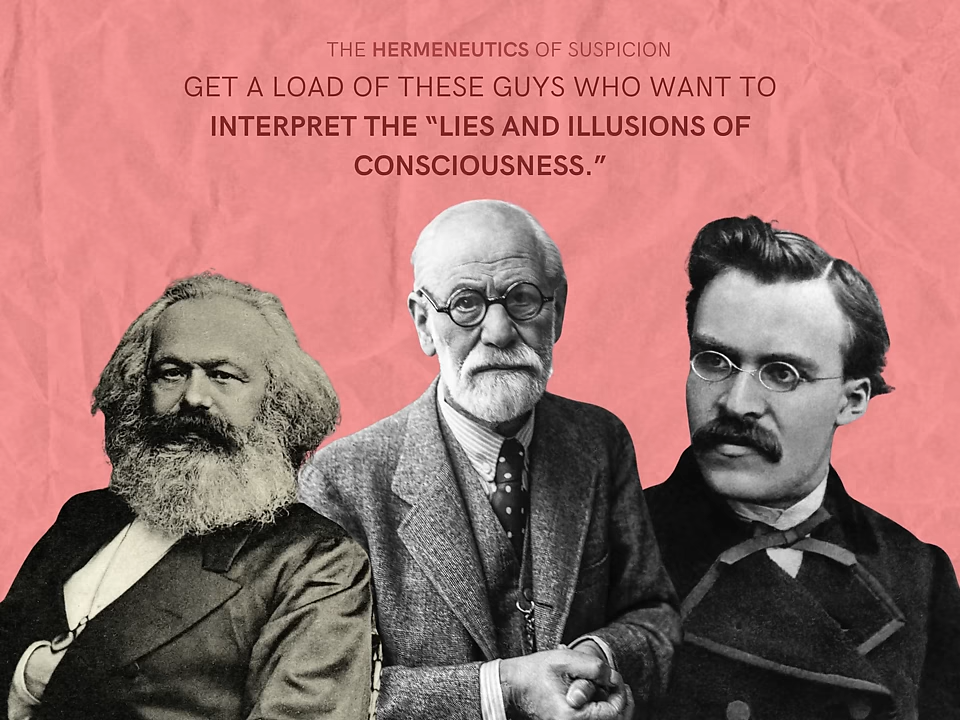 THE HERMENEUTICS OF SUSPICION
GET A LOAD OF THESE GUYS WHO WANT TO
INTERPRET THE “LIES AND ILLUSIONS OF
CONSCIOUSNESS.”